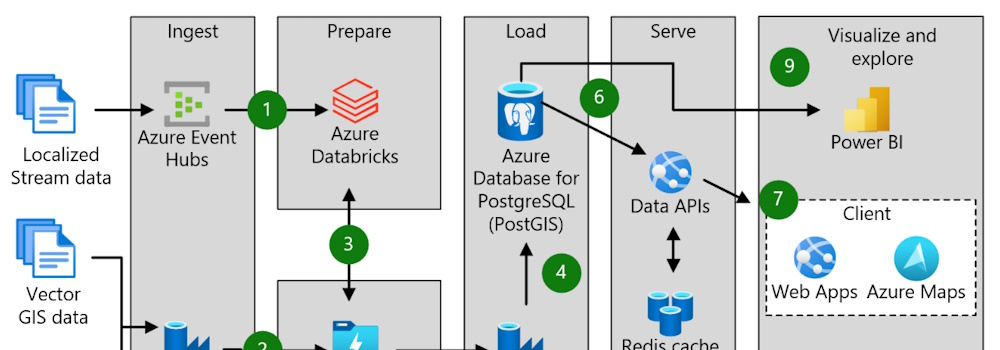 Ingest
Prepare
Load
Serve
Visualize and
explore
1
6
9
Azure Event
Hubs
Azure
Databricks
Power BI
Localized
Stream data
Azure
Database for
PostgreSQL
(PostGIS)
Data APIs
7
Client
3
4
Vector
GIS data
Web Apps
Azure Maps
2
Redis cache